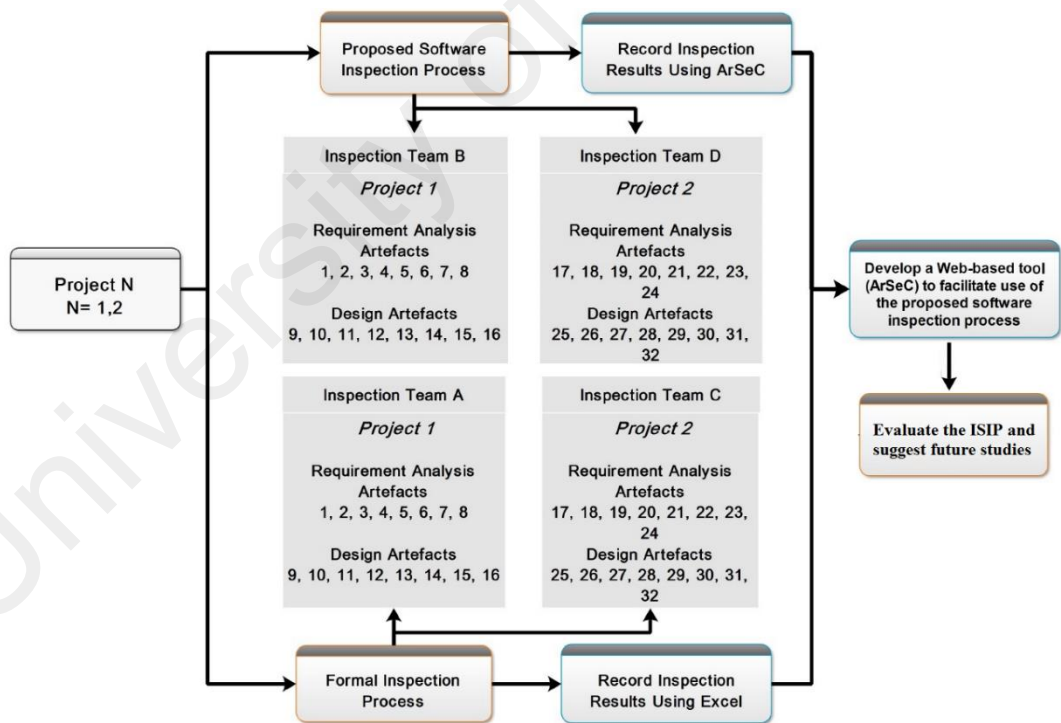 Proposed Software
Inspection Process
Record Inspection
Results Using ArSeC
Inspection Team B
Project 1
Requirement Analysis
Artefacts
1, 2, 3, 4, 5, 6, 7, 8
Design Artefacts
9, 10, 11, 12, 13, 14, 15, 16
Inspection Team D
Project 2
Requirement Analysis
Artefacts
17, 18, 19, 20, 21, 22, 23,
24
Design Artefacts
25, 26, 27, 28, 29, 30, 31,
32
Project N
N= 1,2
Develop a Web-based tool
(ArSeC) to facilitate use of
the proposed software
inspection process
Evaluate the ISIP and
suggest future studies
Inspection Team A
Project 1
Requirement Analysis
Artefacts
1, 2, 3, 4, 5, 6, 7, 8
Design Artefacts
9, 10, 11, 12, 13, 14, 15, 16
Inspection Team C
Project 2
Requirement Analysis
Artefacts
17, 18, 19, 20, 21, 22, 23,
24
Design Artefacts
25, 26, 27, 28, 29, 30, 31,
32
Formal Inspection
Process
Record Inspection
Results Using Excel
University of